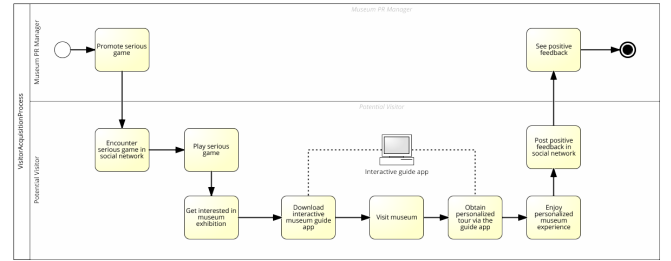 VisitorAcquisitionProcess
Museum PR Manager
Museum PR Manager
Promote serious
game
See positive
feedback
Potential Visitor
Potential Visitor
Encounter
serious game in
social network
Play serious
game
Interactive guide app
Post positive
feedback in
social network
Get interested in
museum
exhibition
Download
interactive
museum guide
app
Visit museum
Obtain
personalized
tour via the
guide app
Enjoy
personalized
museum
experience